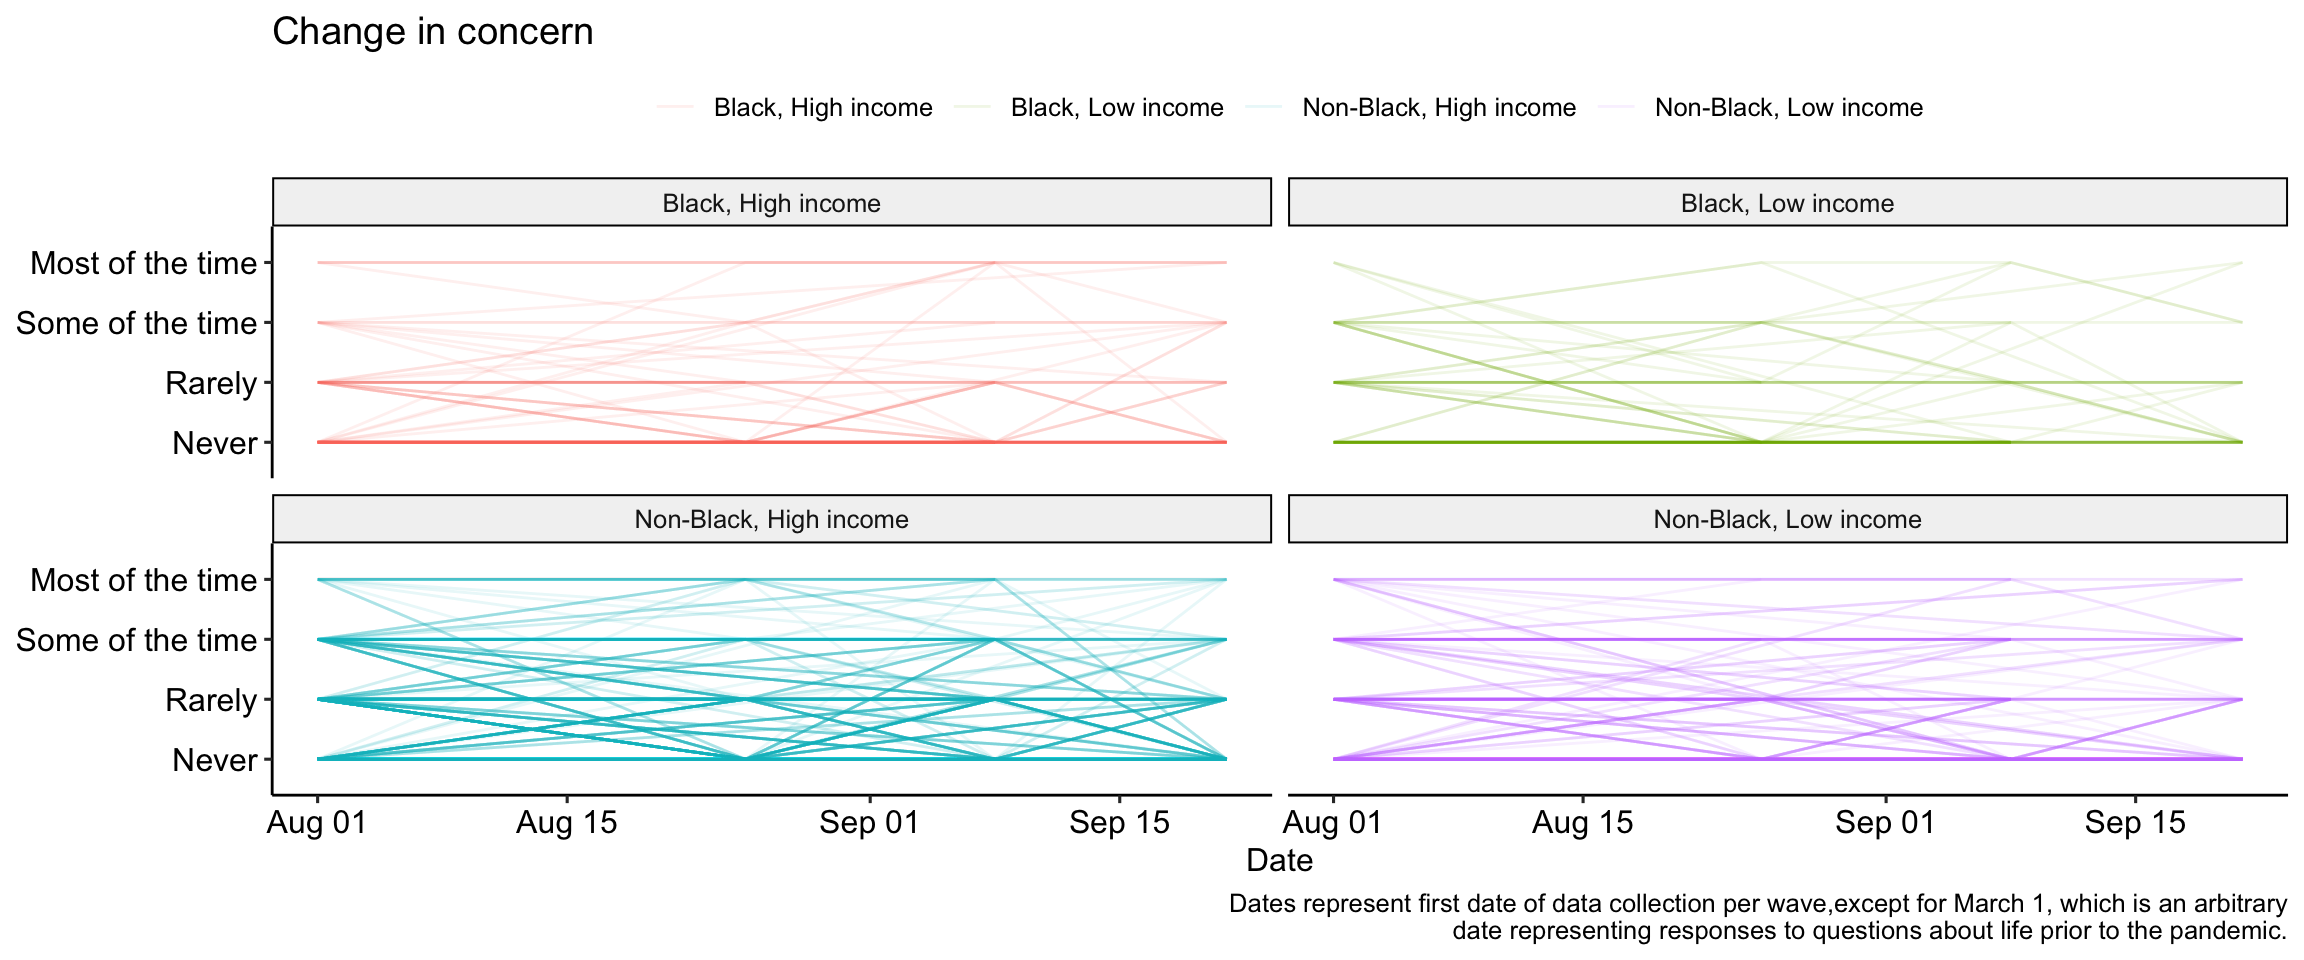 Change in concern
Black, High income
Black, Low income
Non-Black, High income
Non-Black, Low income
Black, High income
Black, Low income
Most of the time
Some of the time
Rarely
Never
Non-Black, High income
Non-Black, Low income
Most of the time
Some of the time
Rarely
Never
Aug 01
Aug 15
Sep 01
Sep 15
Aug 01
Aug 15
Sep 01
Sep 15
Date
Dates represent first date of data collection per wave,except for March 1, which is an arbitrary
date representing responses to questions about life prior to the pandemic.